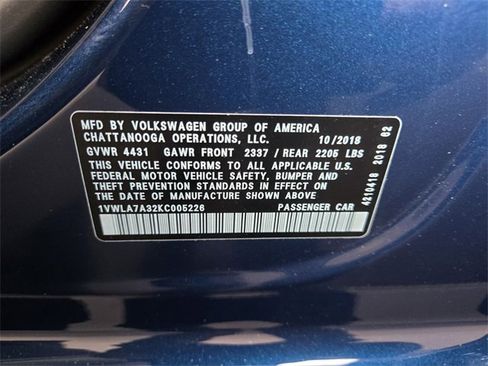 MFD BY VOLKSWAGEN GROUP OF AMERICA
CHATTANOOGA OPERATIONS, LLC. 10/2018
GVWR 4431 GAWR FRONT 2337 / REAR 2205 LBS
THIS VEHICLE CONFORMS TO ALL APPLICABLE U.S.
FEDERAL MOTOR VEHICLE SAFETY, BUMPER AND
THEFT PREVENTION STANDARDS IN EFFECT ON
THE DATE OF MANUFACTURE SHOWN ABOVE
1VWLA7A32KC005226 PASSENGER CAR
4210418 2018 62